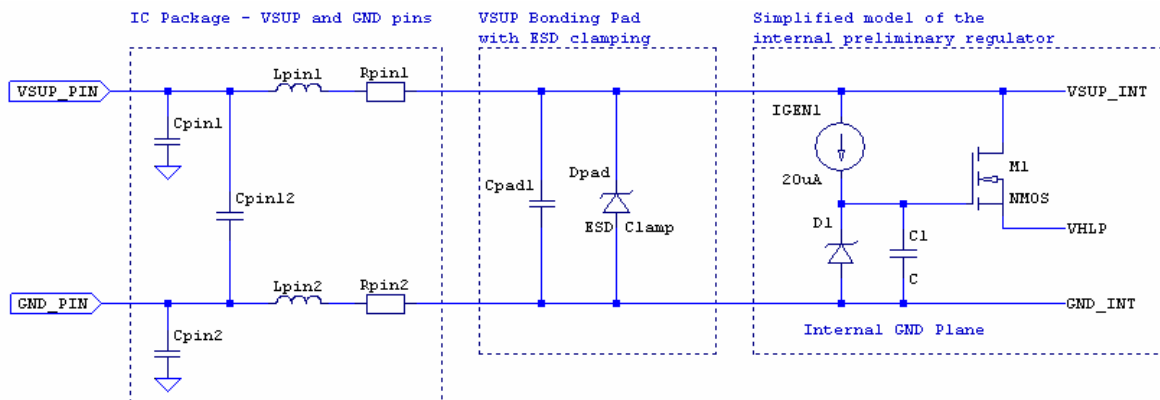 IC Package - VSUP and GND pins
VSUP Bonding Pad
with ESD clamping
Simplified model of the
internal preliminary regulator
Lpin1
Rpin1
VSUP_PIN
VSUP_INT
Cpin1
IGEN1
M1
Cpin12
Cpad1
Dpad
20uA
NMOS
D1
C1
ESD Clamp
VHLP
C
Lpin2
Rpin2
GND_PIN
GND_INT
Cpin2
Internal GND Plane